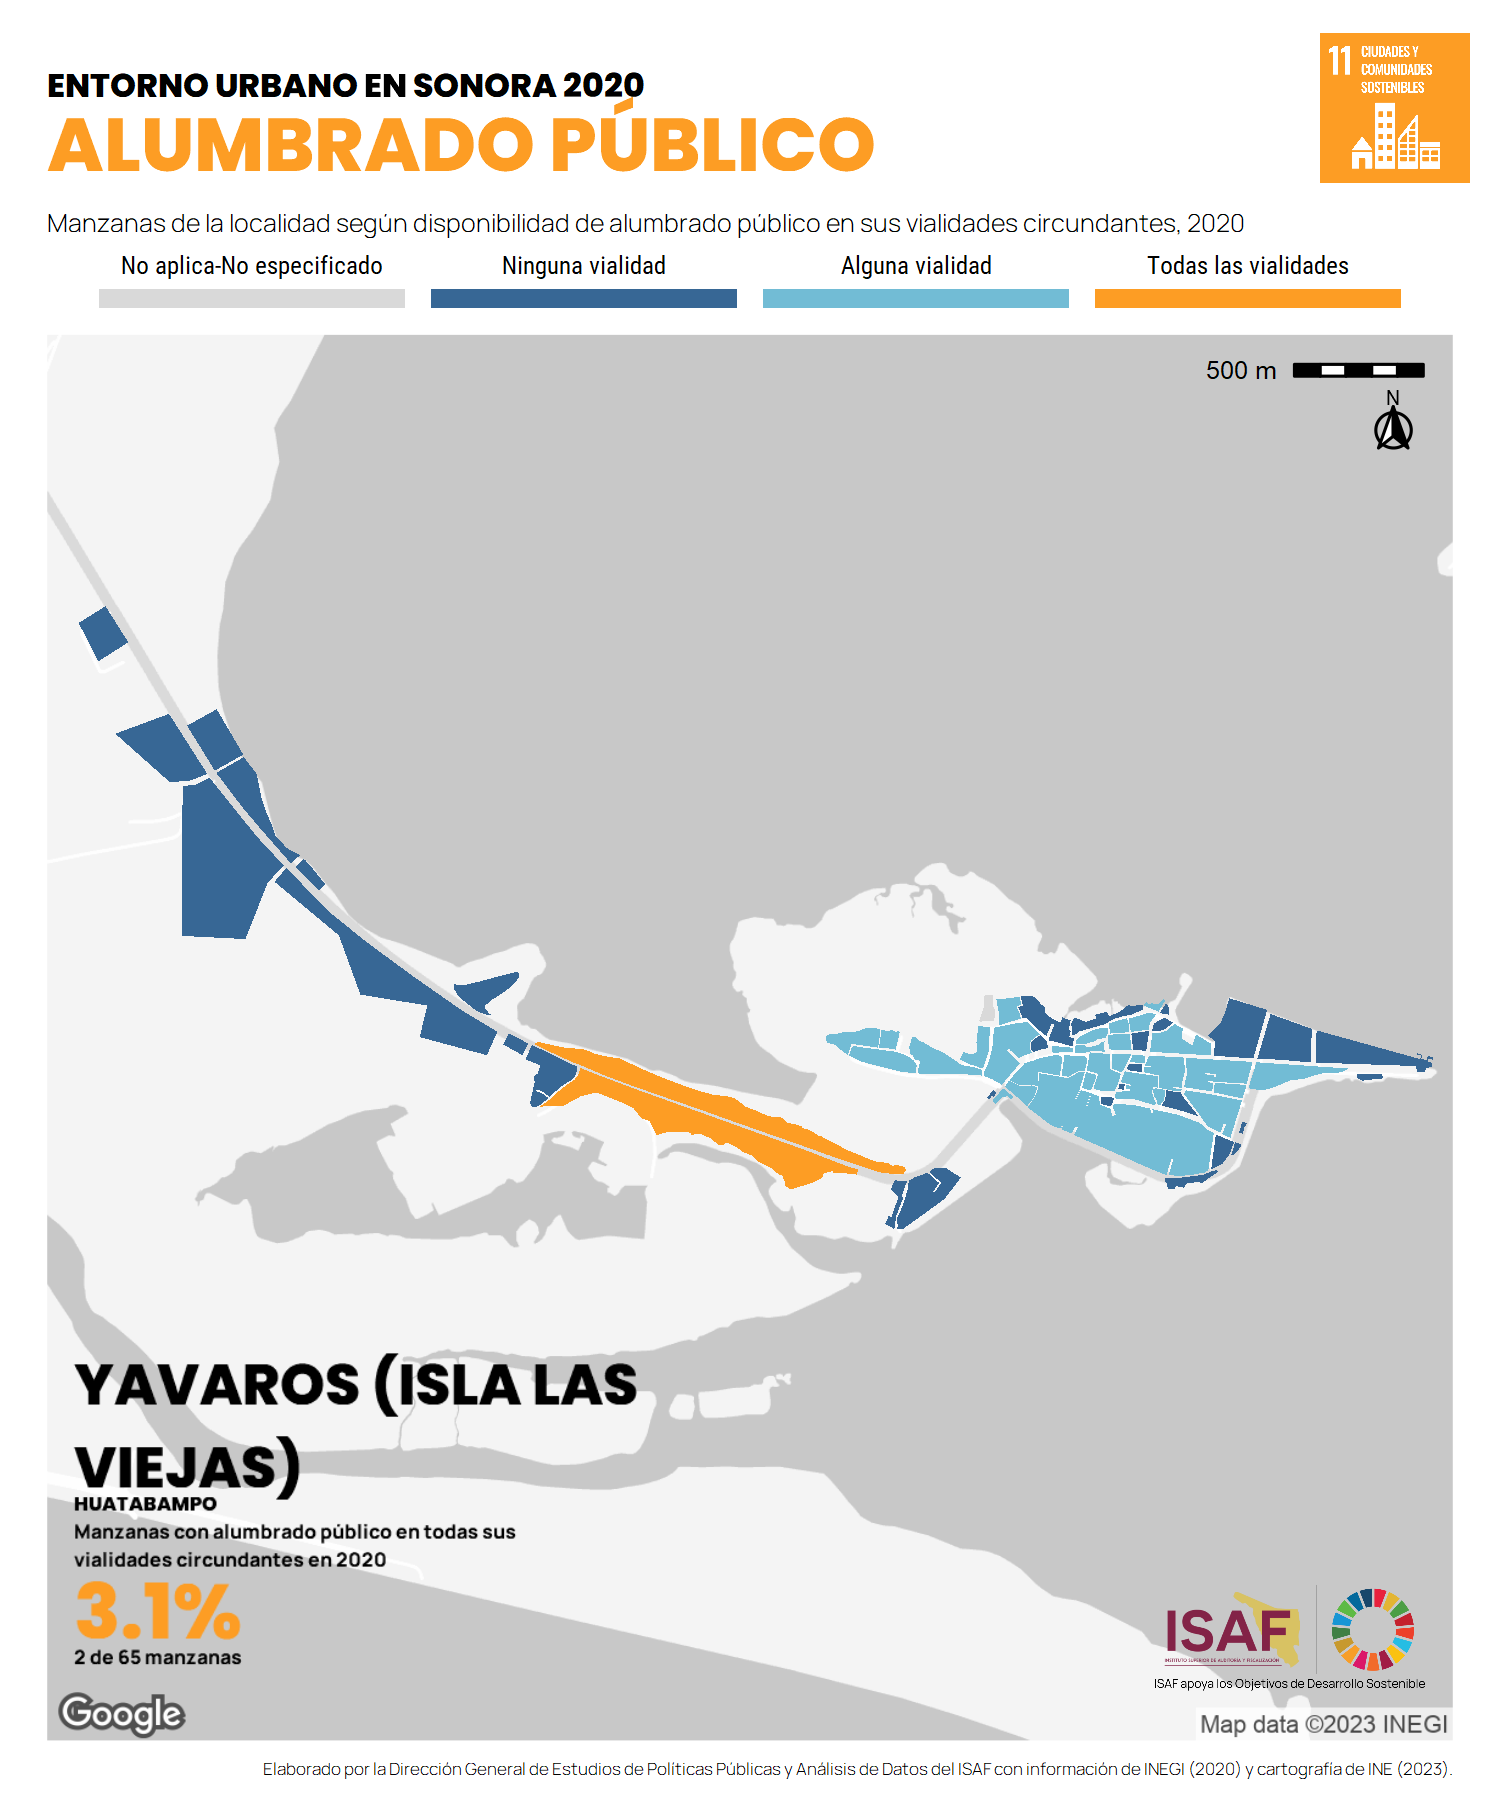 ENTORNO URBANO EN SONORA 2020
ALUMBRADO PÚBLICO
11 CIUDADES Y
COMUNIDADES
SOSTENIBLES
Manzanas de la localidad según disponibilidad de alumbrado público en sus vialidades circundantes, 2020
No aplica-No especificado
Ninguna vialidad
Alguna vialidad
Todas las vialidades
500 m
N
YAVAROS (ISLA LAS
VIEJAS)
HUATABAMPO
Manzanas con alumbrado público en todas sus
vialidades circundantes en 2020
3.1%
2 de 65 manzanas
ISAF
INSTITUTO SUPERIOR DE AUDITORÍA Y FISCALIZACIÓN
ISAF apoya los Objetivos de Desarrollo Sostenible
Google
Map data ©2023 INEGI
Elaborado por la Dirección General de Estudios de Políticas Públicas y Análisis de Datos del ISAF con información de INEGI (2020) y cartografía de INE (2023).